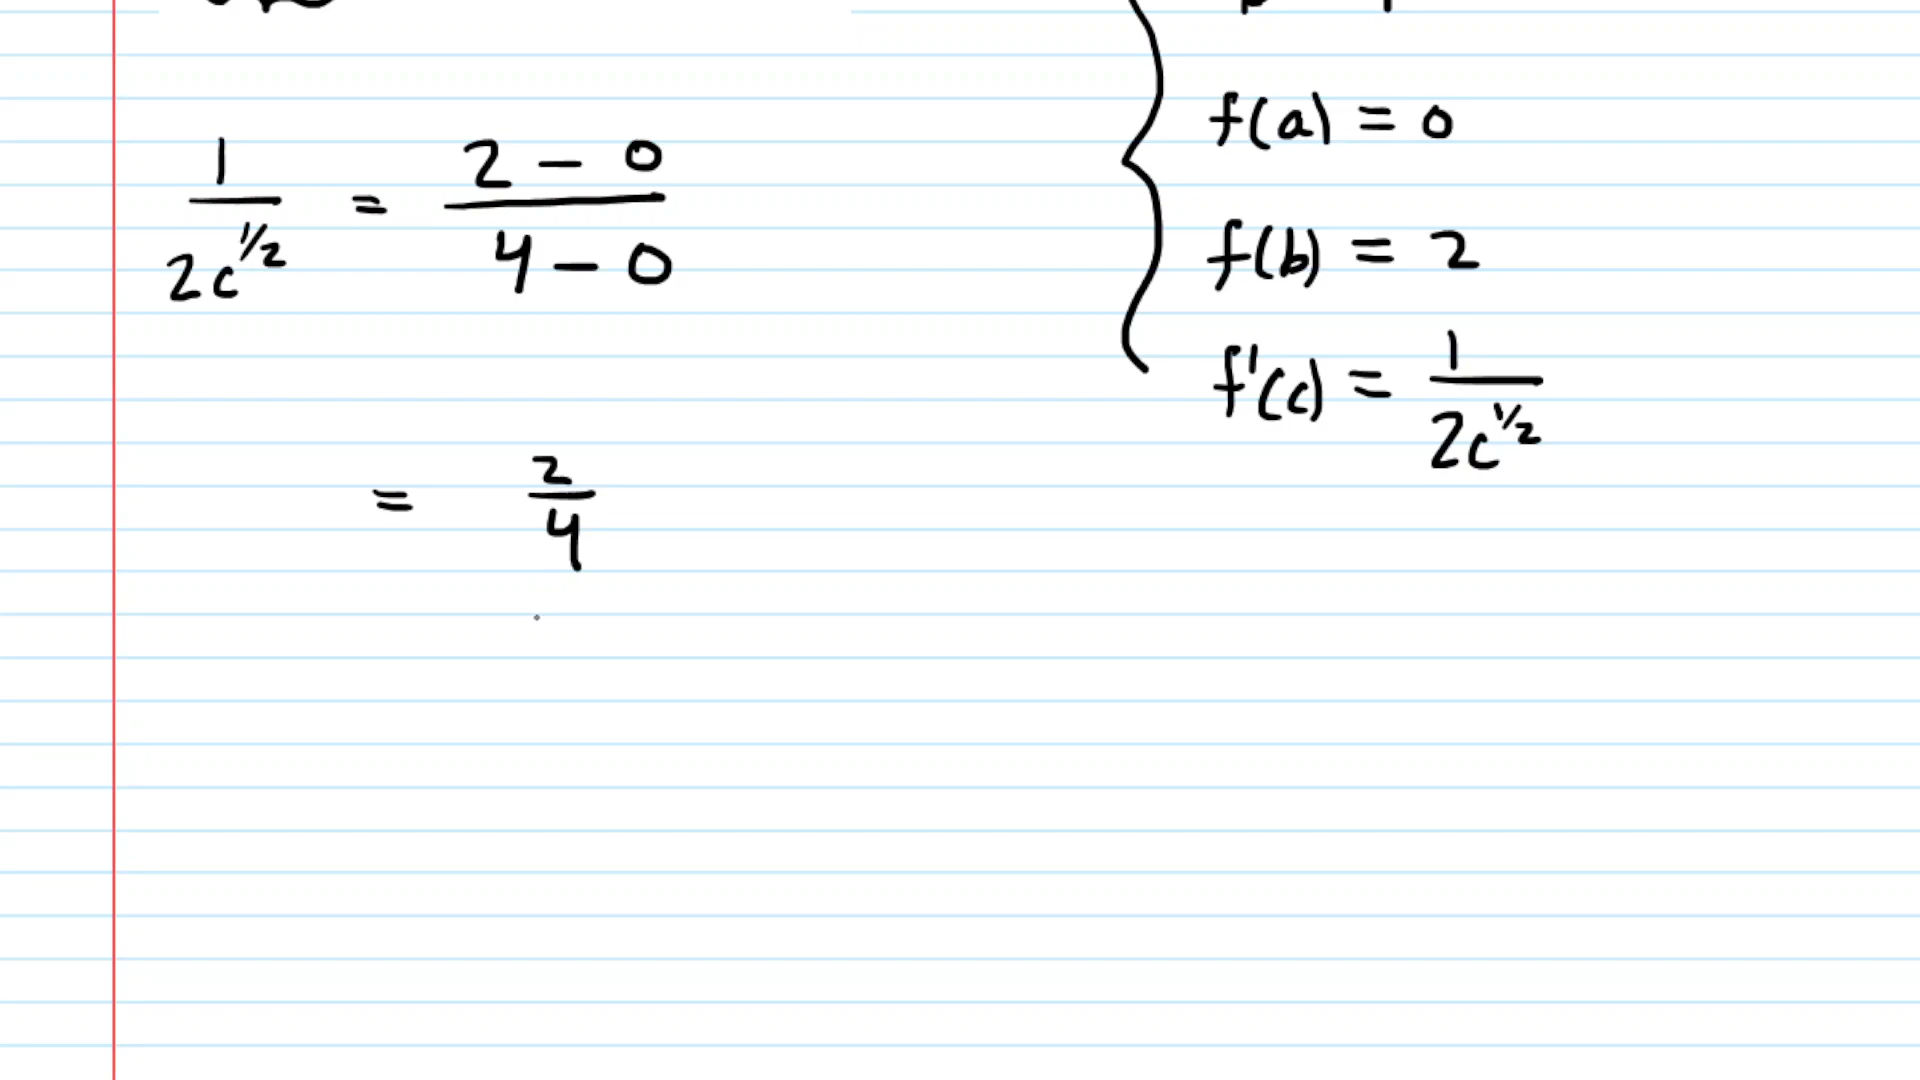 1/(2c^(1/2)) = (2 - 0)/(4 - 0)
= 2/4
f(a) = 0
f(b) = 2
f'(c) = 1/(2c^(1/2))